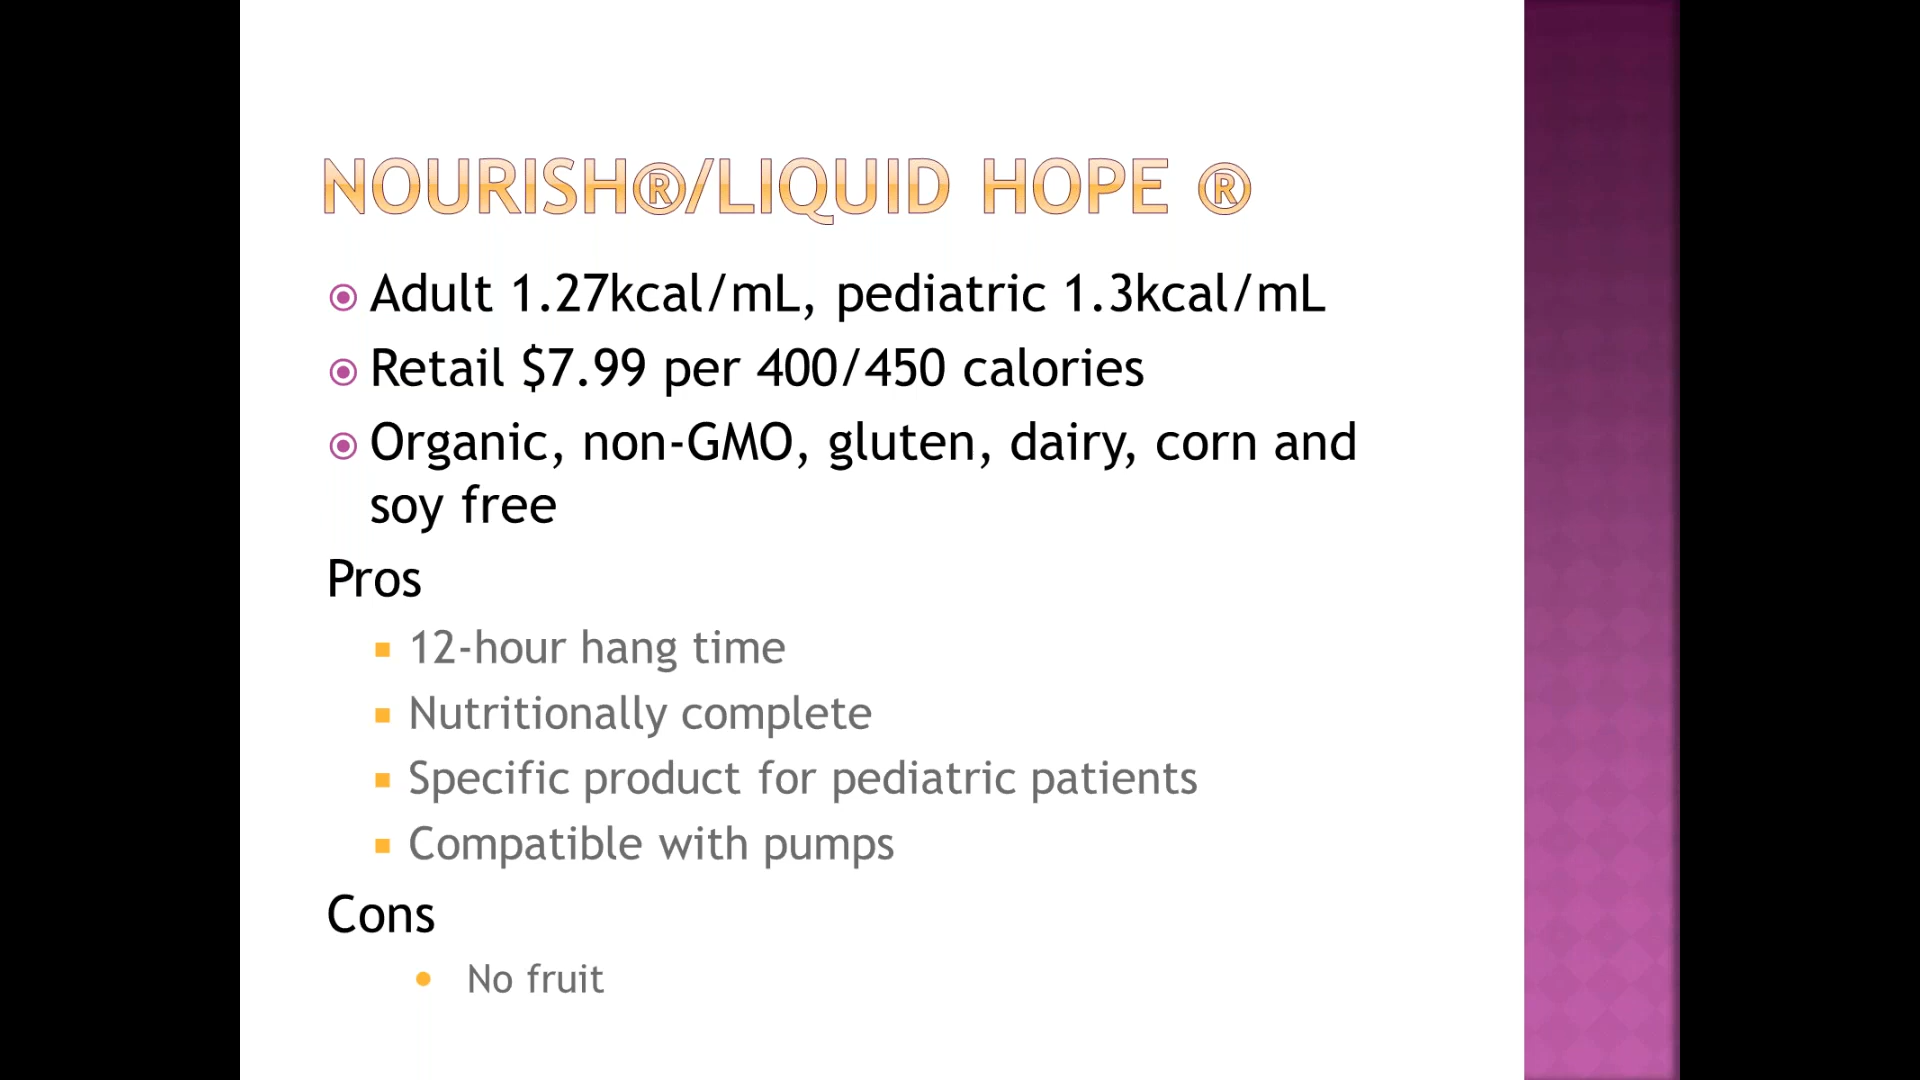 NOURISH®/LIQUID HOPE ®
Adult 1.27kcal/mL, pediatric 1.3kcal/mL
Retail $7.99 per 400/450 calories
Organic, non-GMO, gluten, dairy, corn and
soy free
Pros
12-hour hang time
Nutritionally complete
Specific product for pediatric patients
Compatible with pumps
Cons
No fruit